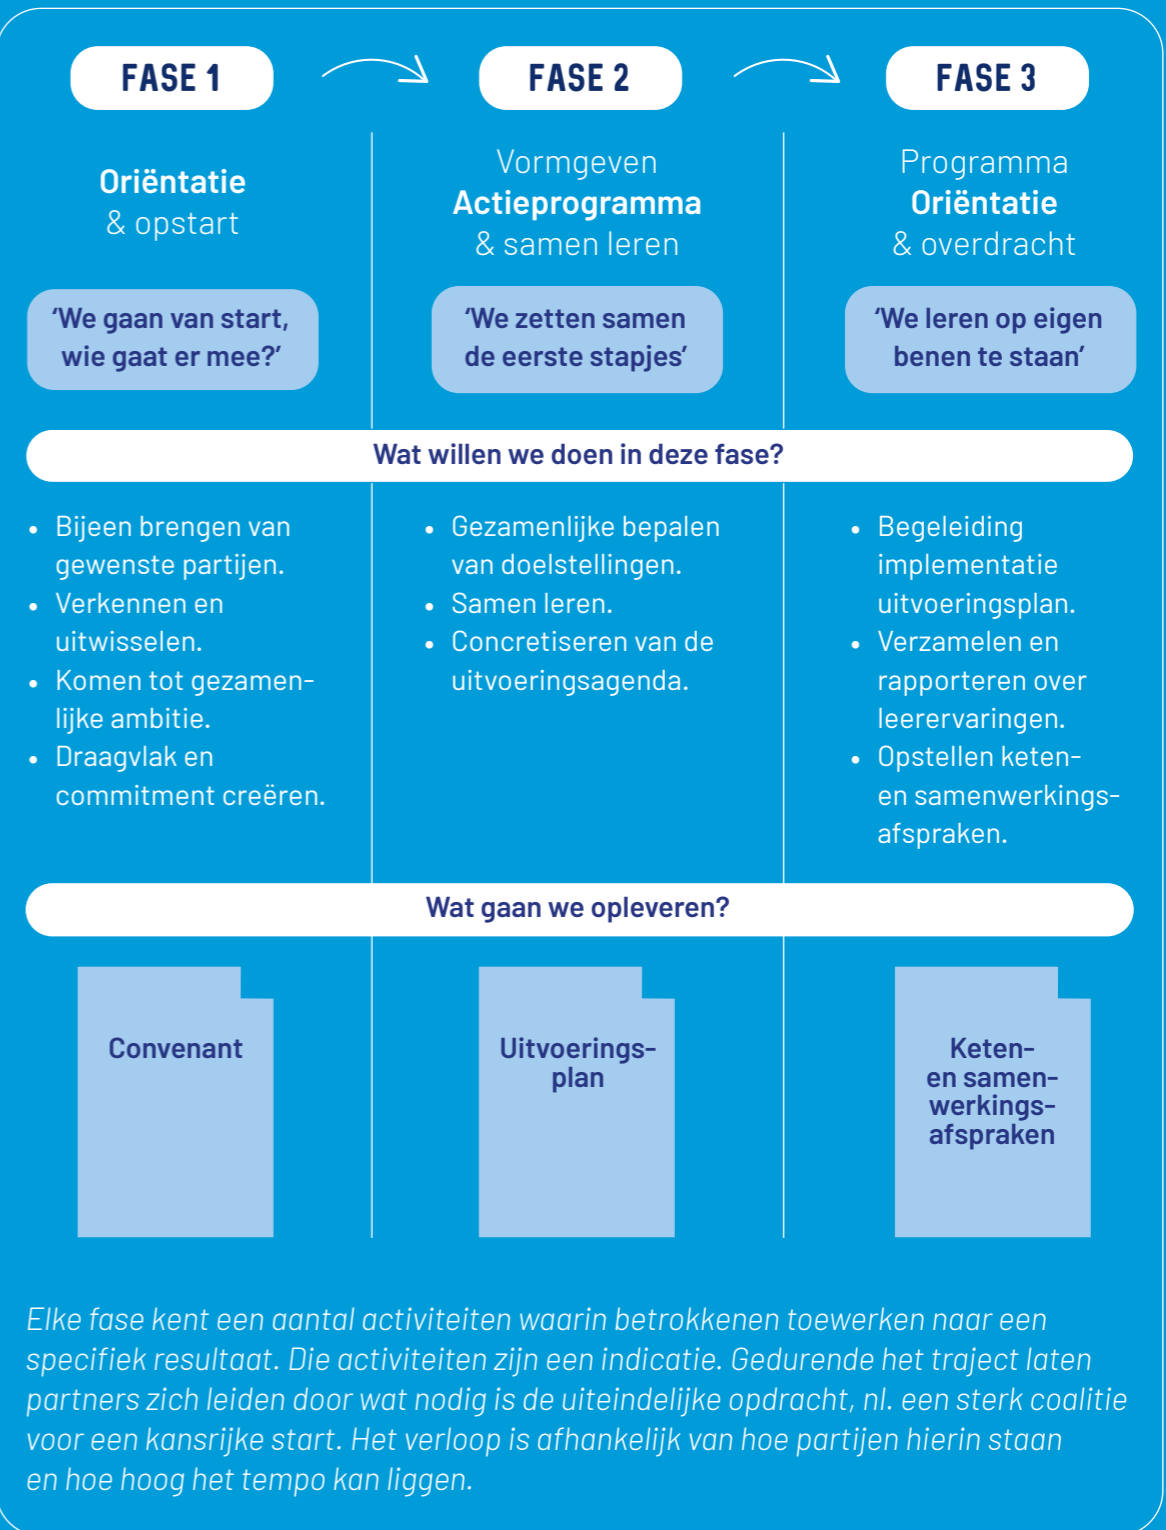 FASE 1
FASE 2
FASE 3
Oriëntatie
& opstart
Vormgeven
Actieprogramma
& samen leren
Programma
Oriëntatie
& overdracht
‘We gaan van start,
wie gaat er mee?’
‘We zetten samen
de eerste stapjes’
‘We leren op eigen
benen te staan’
Wat willen we doen in deze fase?
• Bijeen brengen van
gewenste partijen.
• Verkennen en
uitwisselen.
• Komen tot gezamen-
lijke ambitie.
• Draagvlak en
commitment creëren.
• Gezamenlijke bepalen
van doelstellingen.
• Samen leren.
• Concretiseren van de
uitvoeringsagenda.
• Begeleiding
implementatie
uitvoeringsplan.
• Verzamelen en
rapporteren over
leerervaringen.
• Opstellen keten-
en samenwerkings-
afspraken.
Wat gaan we opleveren?
Convenant
Uitvoerings-
plan
Keten-
en samen-
werkings-
afspraken
Elke fase kent een aantal activiteiten waarin betrokkenen toewerken naar een
specifiek resultaat. Die activiteiten zijn een indicatie. Gedurende het traject laten
partners zich leiden door wat nodig is de uiteindelijke opdracht, nl. een sterk coalitie
voor een kansrijke start. Het verloop is afhankelijk van hoe partijen hierin staan
en hoe hoog het tempo kan liggen.